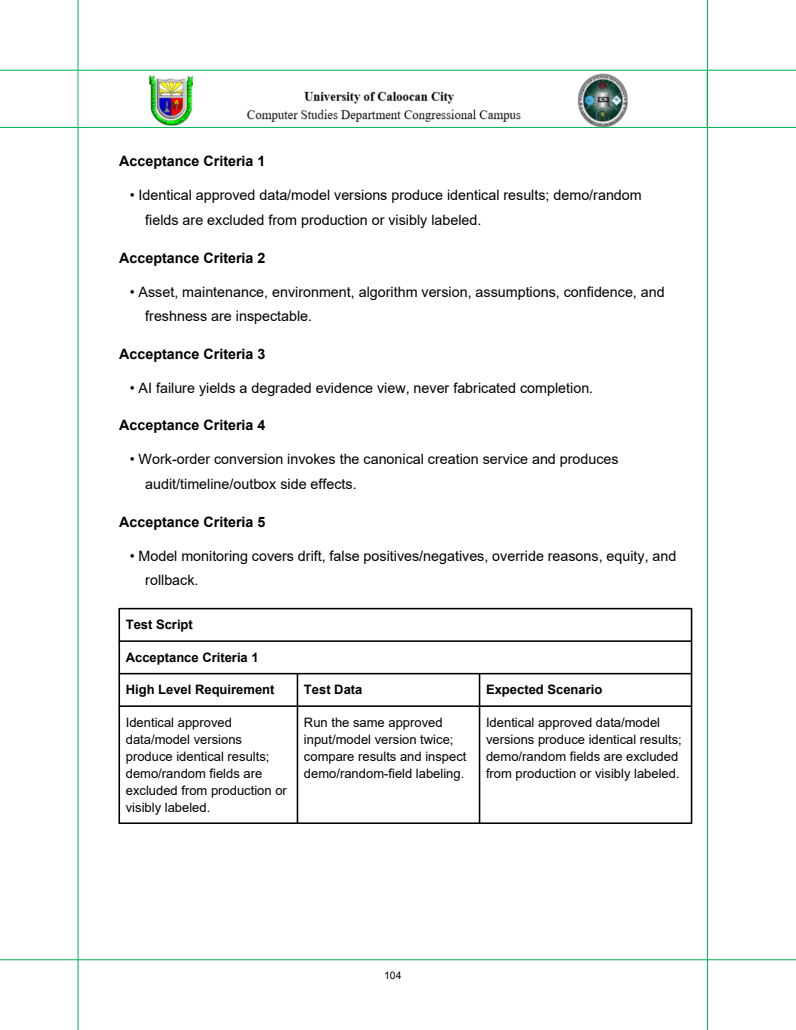 University of Caloocan City
Computer Studies Department Congressional Campus
Acceptance Criteria 1
• Identical approved data/model versions produce identical results; demo/random
fields are excluded from production or visibly labeled.
Acceptance Criteria 2
• Asset, maintenance, environment, algorithm version, assumptions, confidence, and
freshness are inspectable.
Acceptance Criteria 3
• AI failure yields a degraded evidence view, never fabricated completion.
Acceptance Criteria 4
• Work-order conversion invokes the canonical creation service and produces
audit/timeline/outbox side effects.
Acceptance Criteria 5
• Model monitoring covers drift, false positives/negatives, override reasons, equity, and
rollback.
Test Script
Acceptance Criteria 1
High Level Requirement
Test Data
Expected Scenario
Identical approved
data/model versions
produce identical results;
demo/random fields are
excluded from production or
visibly labeled.
Run the same approved
input/model version twice;
compare results and inspect
demo/random-field labeling.
Identical approved data/model
versions produce identical results;
demo/random fields are excluded
from production or visibly labeled.
104